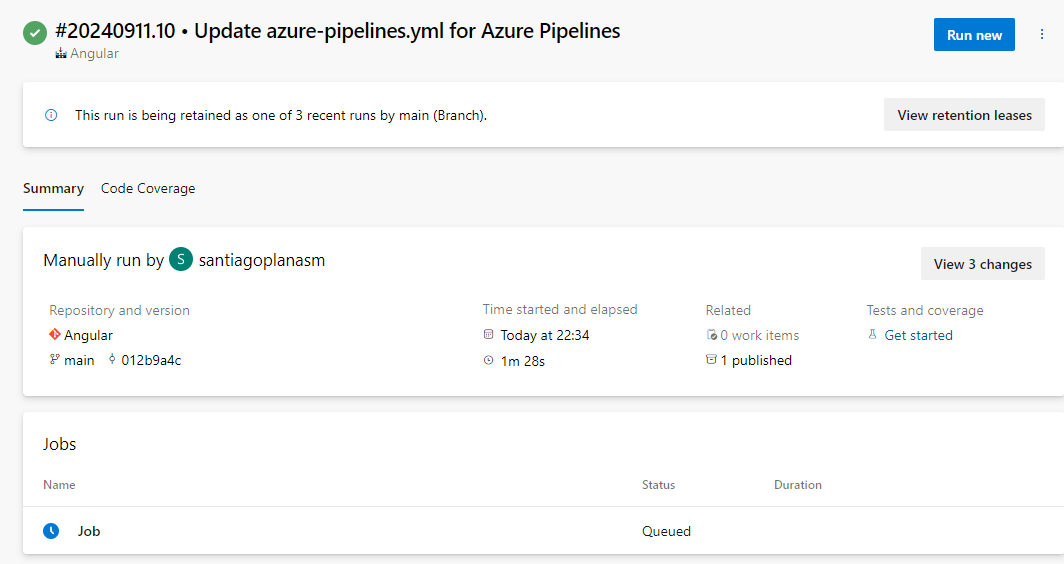 #20240911.10 • Update azure-pipelines.yml for Azure Pipelines
Run new
Angular
This run is being retained as one of 3 recent runs by main (Branch).
View retention leases
Summary
Code Coverage
Manually run by S santiagoplanasm
View 3 changes
Repository and version
Time started and elapsed
Related
Tests and coverage
Angular
Today at 22:34
0 work items
Get started
main
012b9a4c
1m 28s
1 published
Jobs
Name
Status
Duration
Job
Queued